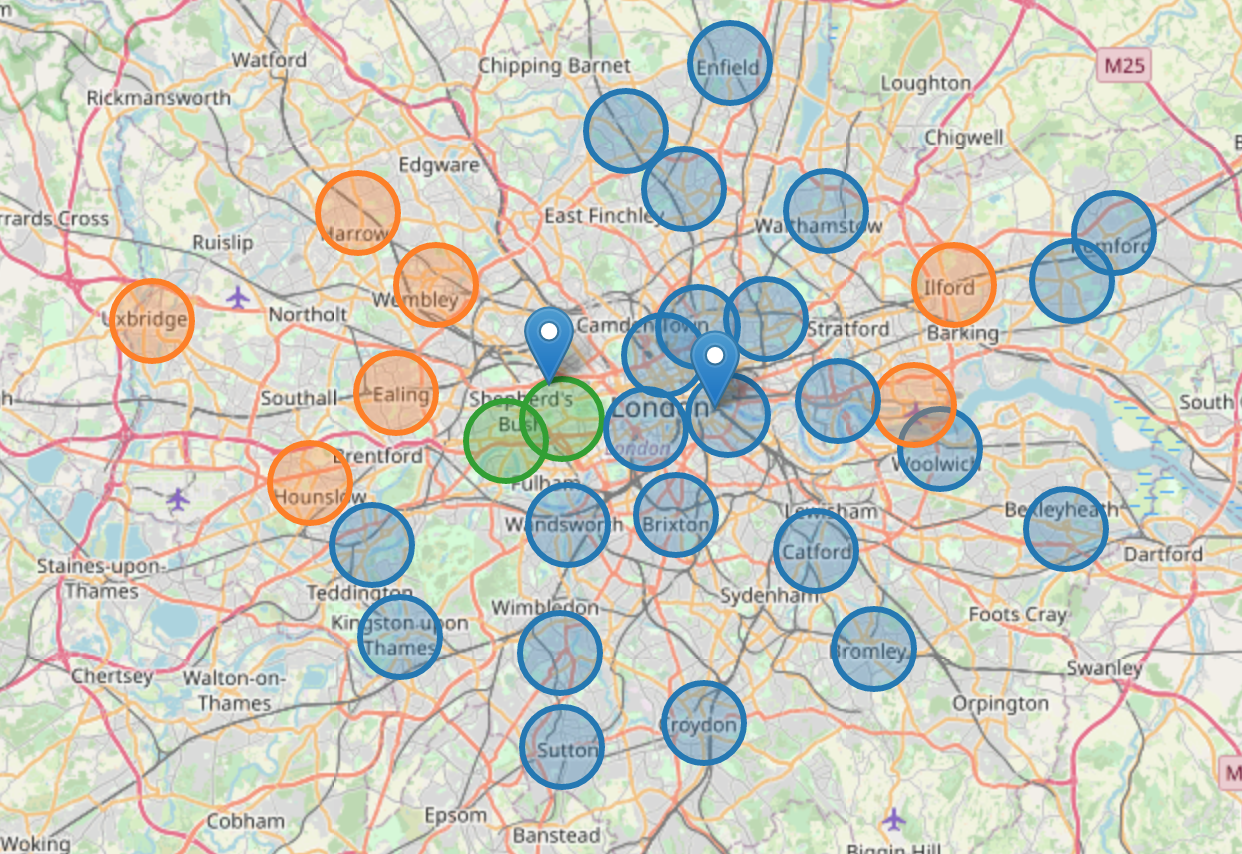 Watford
Chipping Barnet
Enfield
M25
Loughton
Rickmansworth
Chigwell
Edgware
rrards Cross
East Finchley
Walthamstow
Harrow
Ruislip
Romford
Ilford
Wembley
Uxbridge
Northolt
Camden Town
Stratford
Barking
Southall
Ealing
Shepherd's
Bush
London
London
South
Brentford
Woolwich
Fulham
Hounslow
Wandsworth
Brixton
Lewisham
Bexleyheath
Catford
Dartford
Staines-upon-
Thames
Teddington
Sydenham
Wimbledon
Foots Cray
Kingston upon
Thames
Bromley
Chertsey
Walton-on-
Thames
Swanley
Orpington
Croydon
Sutton
Cobham
Epsom
Banstead
Woking
Biggin Hill
M